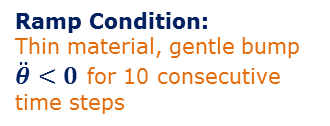 Ramp Condition:
Thin material, gentle bump
θ̈ < 0 for 10 consecutive
time steps